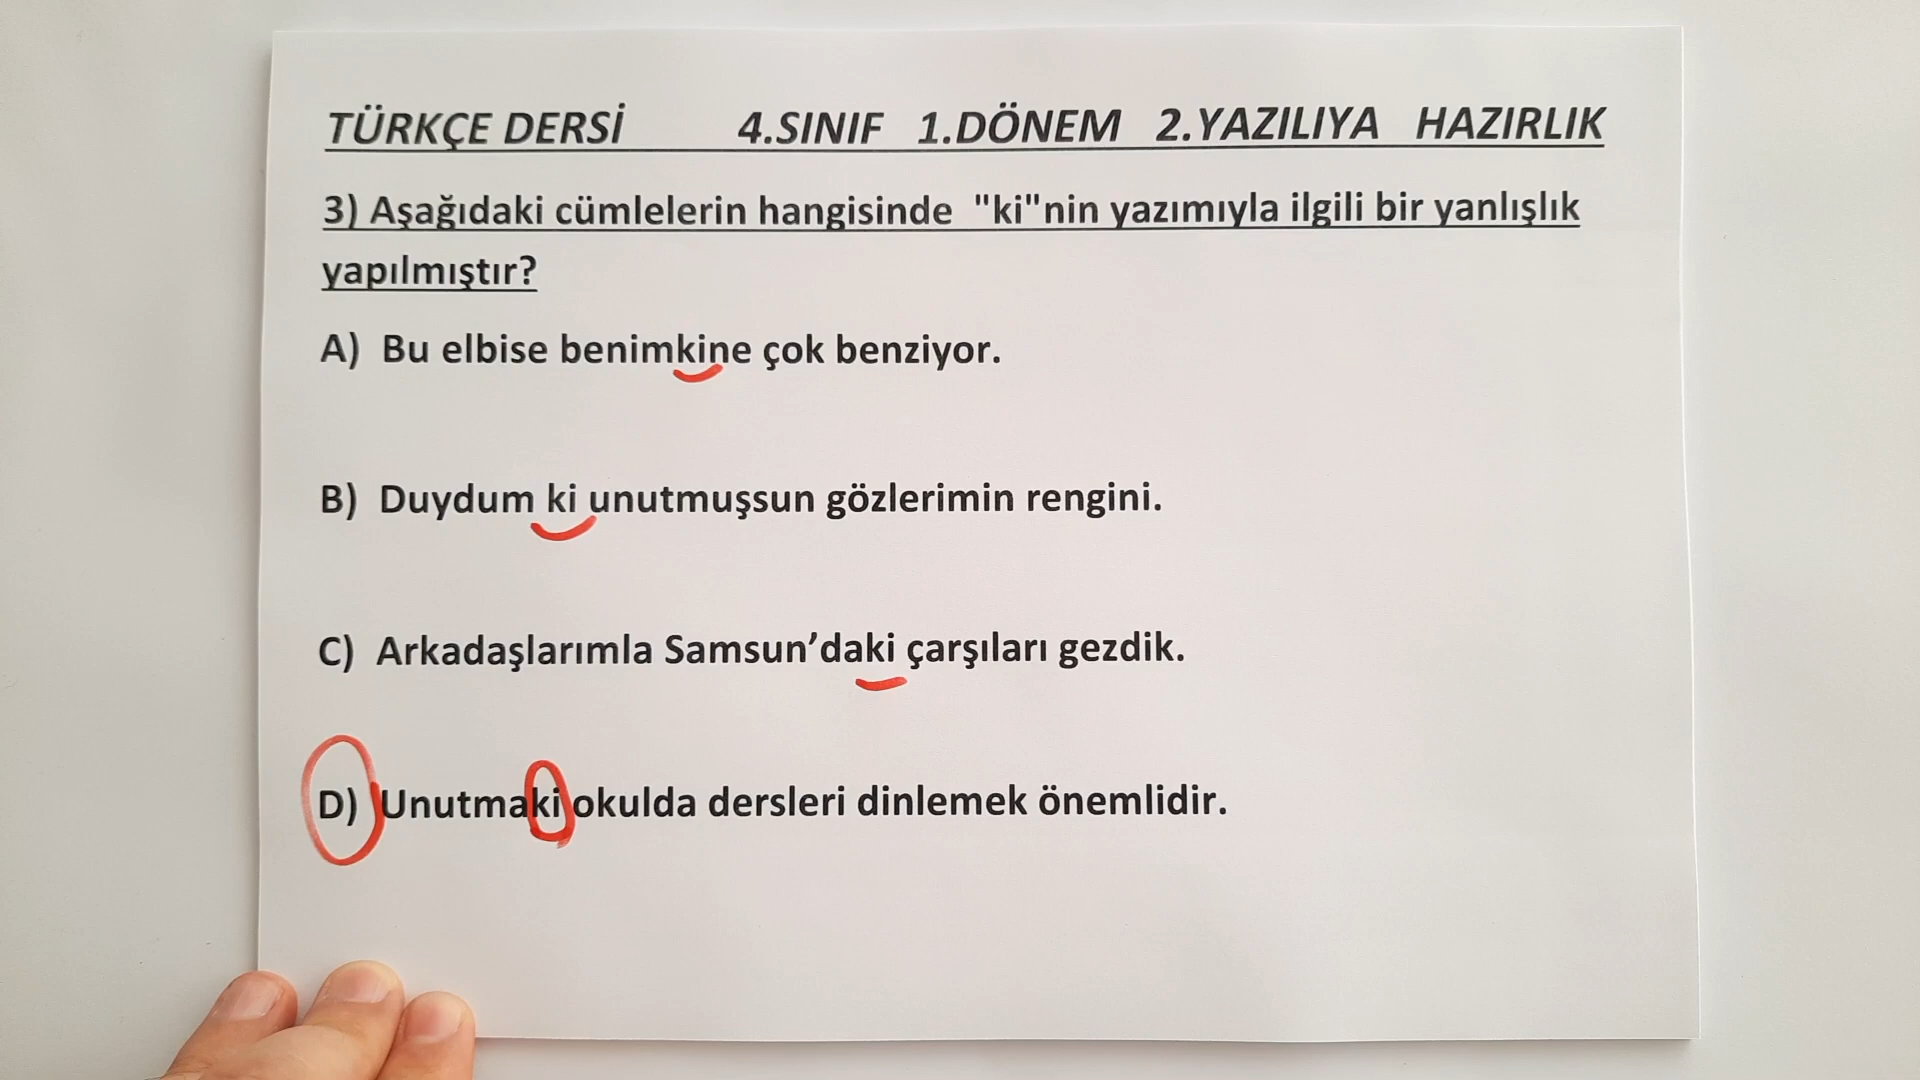 TÜRKÇE DERSİ 4.SINIF 1.DÖNEM 2.YAZILIYA HAZIRLIK
3) Aşağıdaki cümlelerin hangisinde "ki"nin yazımıyla ilgili bir yanlışlık
yapılmıştır?
A) Bu elbise benimkine çok benziyor.
B) Duydum ki unutmuşsun gözlerimin rengini.
C) Arkadaşlarımla Samsun’daki çarşıları gezdik.
D) Unutmaki okulda dersleri dinlemek önemlidir.